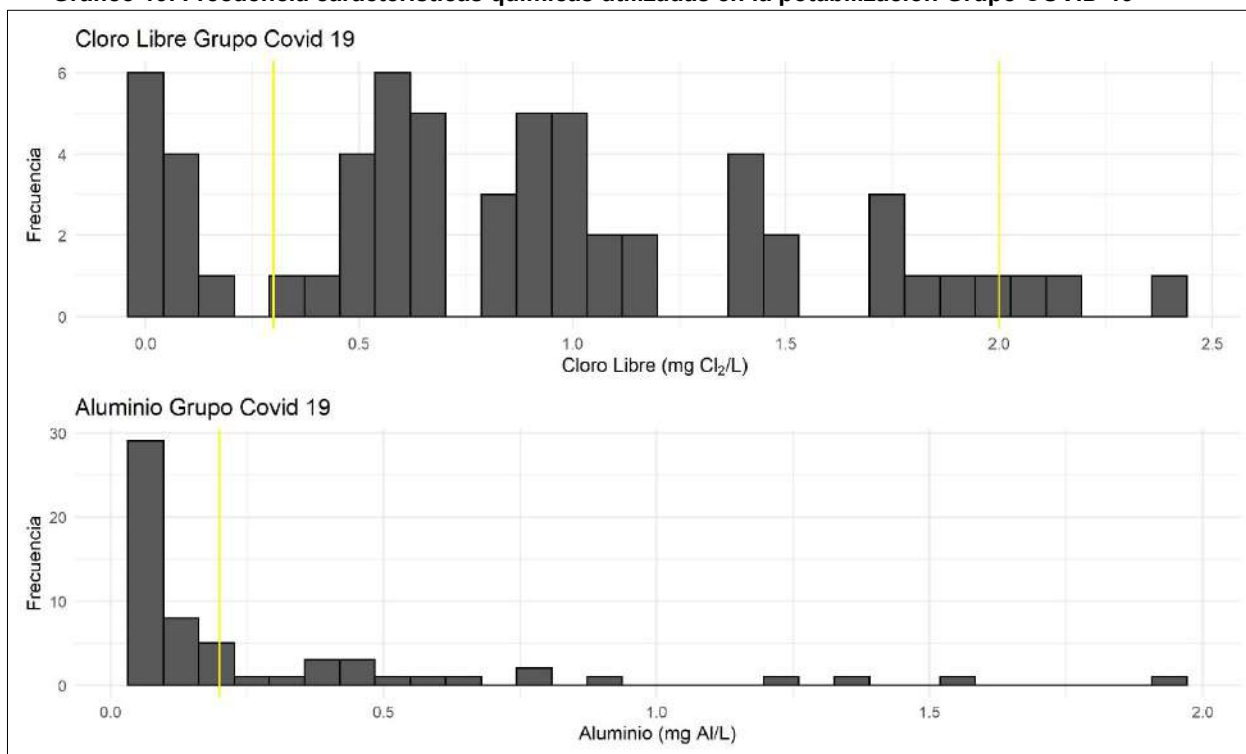 Cloro Libre Grupo Covid 19
6
4
2
0
Frecuencia
0.0 0.5 1.0 1.5 2.0 2.5
Cloro Libre (mg Cl₂/L)
Aluminio Grupo Covid 19
30
20
10
0
Frecuencia
0.0 0.5 1.0 1.5 2.0
Aluminio (mg Al/L)